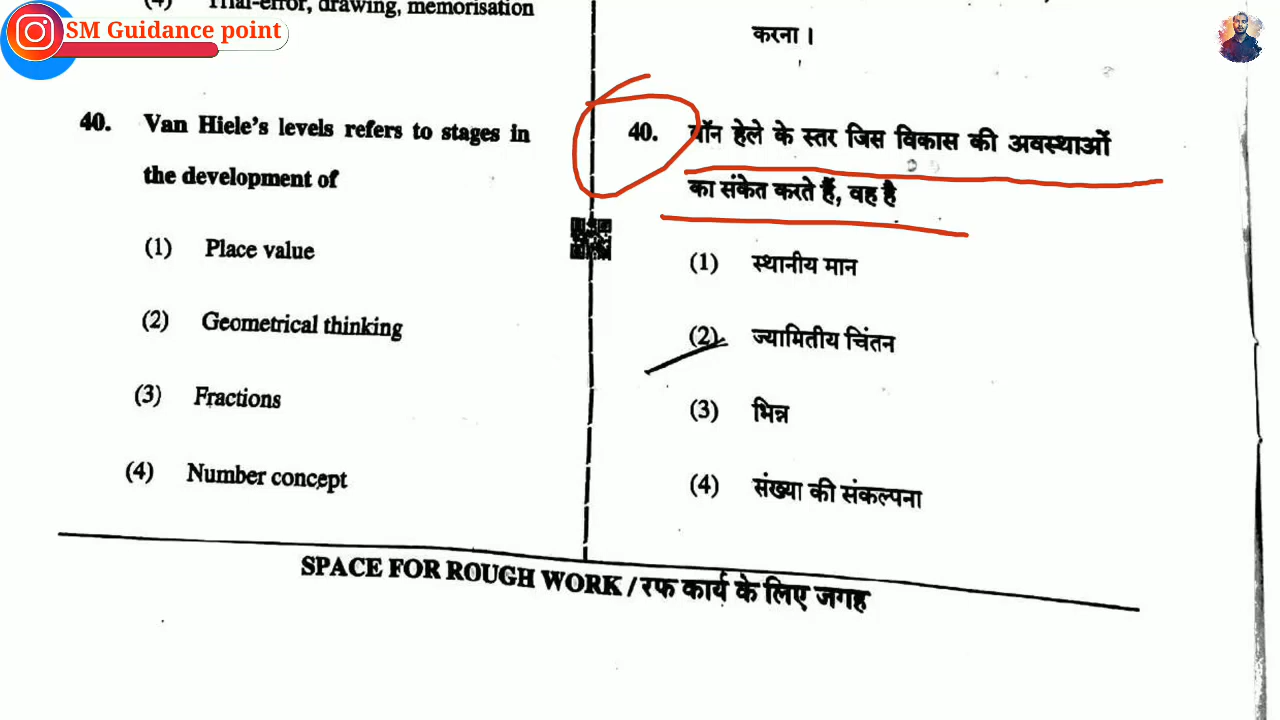 SM Guidance point
(4) Trial-error, drawing, memorisation
40. Van Hiele's levels refers to stages in
the development of
(1) Place value
(2) Geometrical thinking
(3) Fractions
(4) Number concept
करना ।
40. वॉन हेले के स्तर जिस विकास की अवस्थाओं
का संकेत करते हैं, वह है
(1) स्थानीय मान
(2) ज्यामितीय चिंतन
(3) भिन्न
(4) संख्या की संकल्पना
SPACE FOR ROUGH WORK / रफ कार्य के लिए जगह